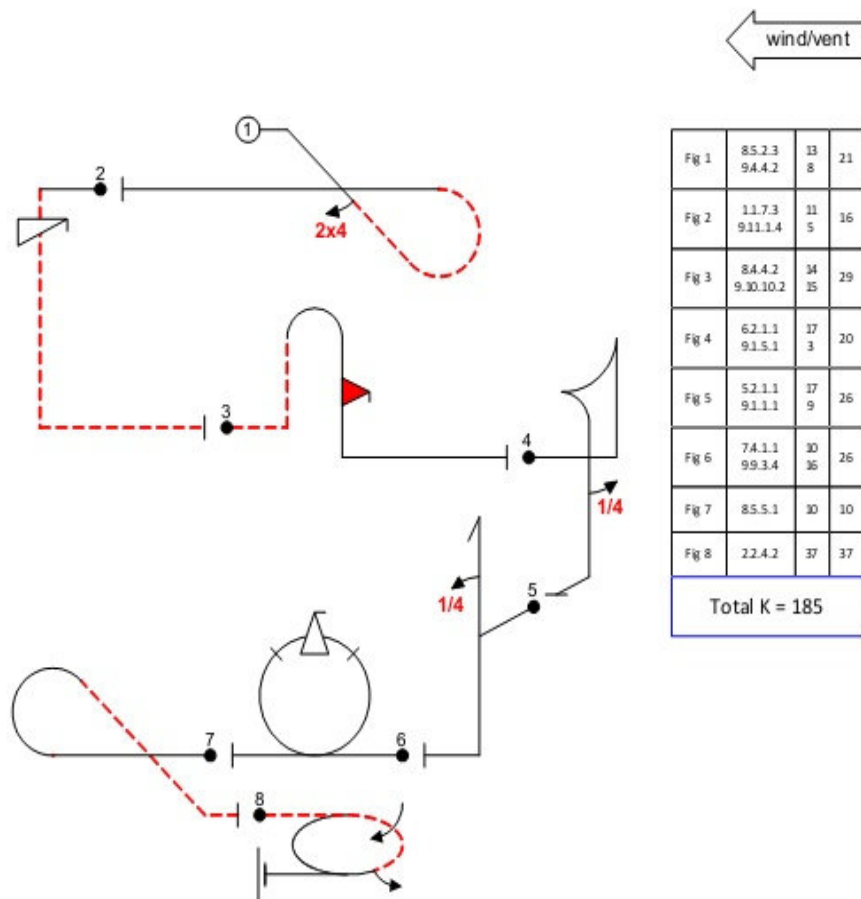 wind/vent
1
2
2x4
3
4
1/4
1/4
5
6
7
8
Fig 1 8.5.2.3 13 21
9.4.4.2 8
Fig 2 1.1.7.3 11 16
9.11.1.4 5
Fig 3 8.4.4.2 14 29
9.10.10.2 15
Fig 4 6.2.1.1 17 20
9.1.5.1 3
Fig 5 5.2.1.1 17 26
9.1.1.1 9
Fig 6 7.4.1.1 10 26
9.9.3.4 16
Fig 7 8.5.5.1 10 10
Fig 8 2.2.4.2 37 37
Total K = 185